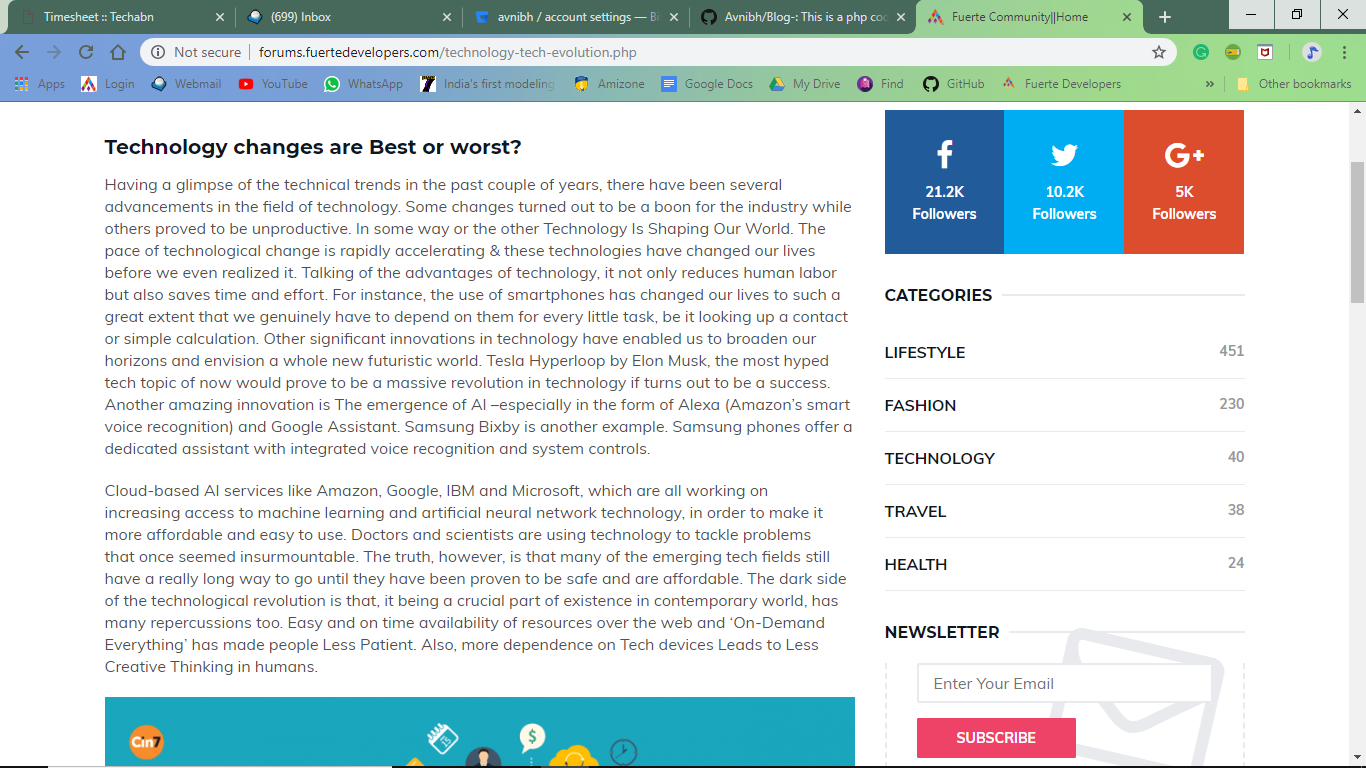 Timesheet :: Techabn
(699) Inbox
avnibh / account settings — Bi
Avnibh/Blog-: This is a php coo
Fuerte Community||Home
Not secure
forums.fuertedevelopers.com/technology-tech-evolution.php
Apps
Login
Webmail
YouTube
WhatsApp
India's first modeling
Amizone
Google Docs
My Drive
Find
GitHub
Fuerte Developers
»
Other bookmarks
Technology changes are Best or worst?
Having a glimpse of the technical trends in the past couple of years, there have been several
advancements in the field of technology. Some changes turned out to be a boon for the industry while
others proved to be unproductive. In some way or the other Technology Is Shaping Our World. The
pace of technological change is rapidly accelerating & these technologies have changed our lives
before we even realized it. Talking of the advantages of technology, it not only reduces human labor
but also saves time and effort. For instance, the use of smartphones has changed our lives to such a
great extent that we genuinely have to depend on them for every little task, be it looking up a contact
or simple calculation. Other significant innovations in technology have enabled us to broaden our
horizons and envision a whole new futuristic world. Tesla Hyperloop by Elon Musk, the most hyped
tech topic of now would prove to be a massive revolution in technology if turns out to be a success.
Another amazing innovation is The emergence of AI –especially in the form of Alexa (Amazon’s smart
voice recognition) and Google Assistant. Samsung Bixby is another example. Samsung phones offer a
dedicated assistant with integrated voice recognition and system controls.
Cloud-based AI services like Amazon, Google, IBM and Microsoft, which are all working on
increasing access to machine learning and artificial neural network technology, in order to make it
more affordable and easy to use. Doctors and scientists are using technology to tackle problems
that once seemed insurmountable. The truth, however, is that many of the emerging tech fields still
have a really long way to go until they have been proven to be safe and are affordable. The dark side
of the technological revolution is that, it being a crucial part of existence in contemporary world, has
many repercussions too. Easy and on time availability of resources over the web and ‘On-Demand
Everything’ has made people Less Patient. Also, more dependence on Tech devices Leads to Less
Creative Thinking in humans.
Cin7
15
$
21.2K
Followers
10.2K
Followers
G+
5K
Followers
CATEGORIES
LIFESTYLE 451
FASHION 230
TECHNOLOGY 40
TRAVEL 38
HEALTH 24
NEWSLETTER
Enter Your Email
SUBSCRIBE